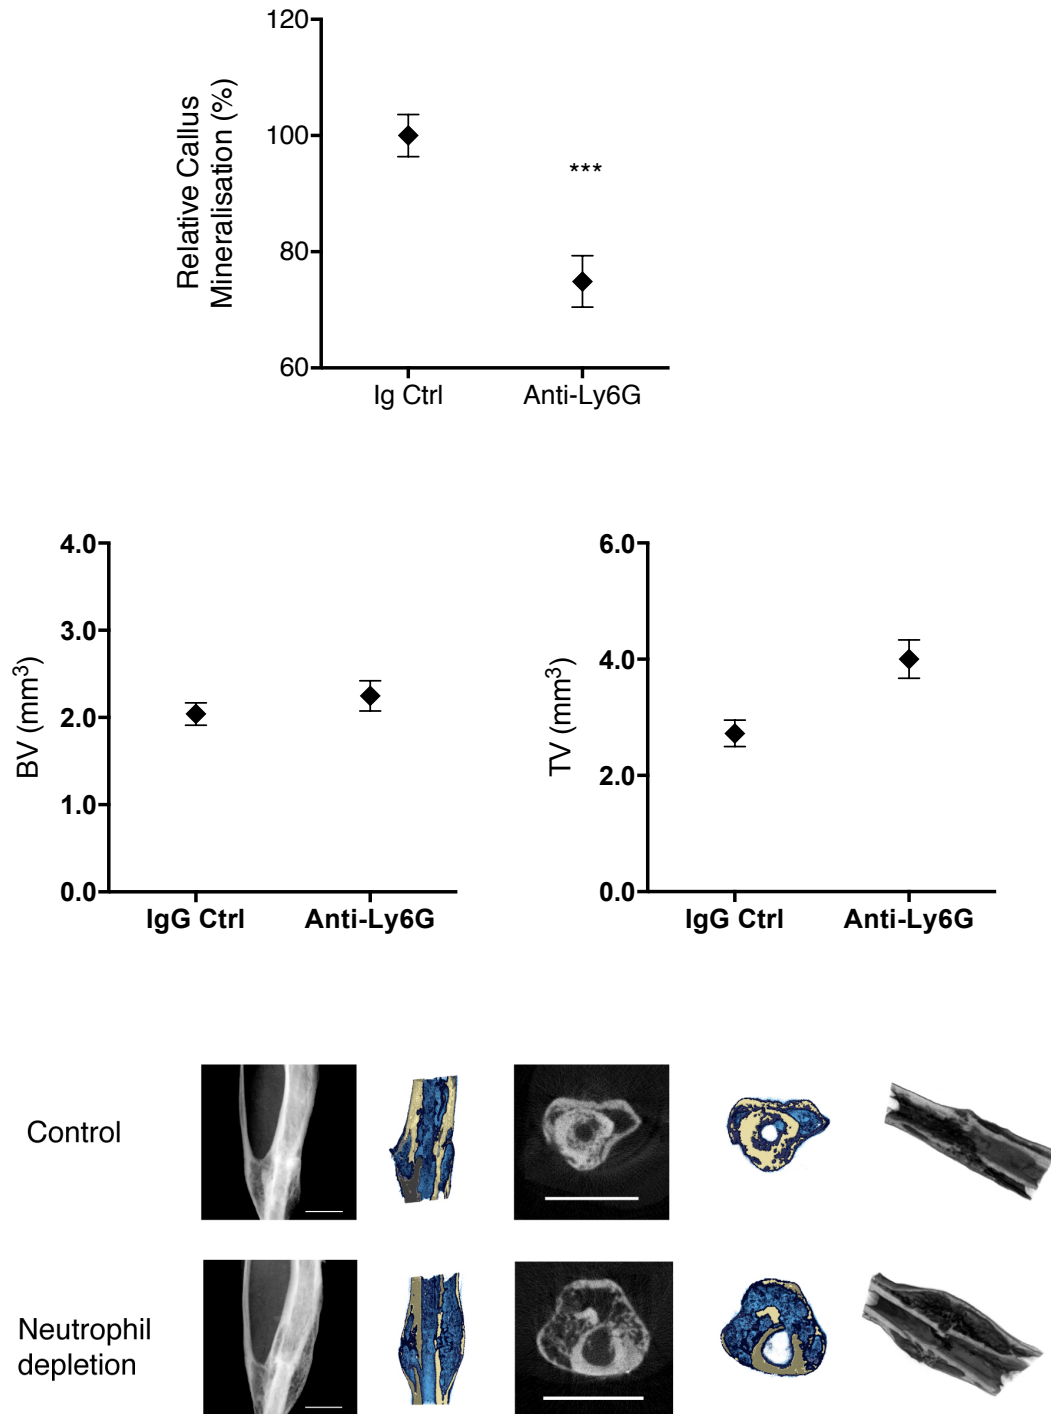 120
100
80
60
Relative Callus
Mineralisation (%)
***
Ig Ctrl
Anti-Ly6G
4.0
3.0
2.0
1.0
0.0
BV (mm³)
IgG Ctrl
Anti-Ly6G
6.0
4.0
2.0
0.0
TV (mm³)
IgG Ctrl
Anti-Ly6G
Control
Neutrophil
depletion